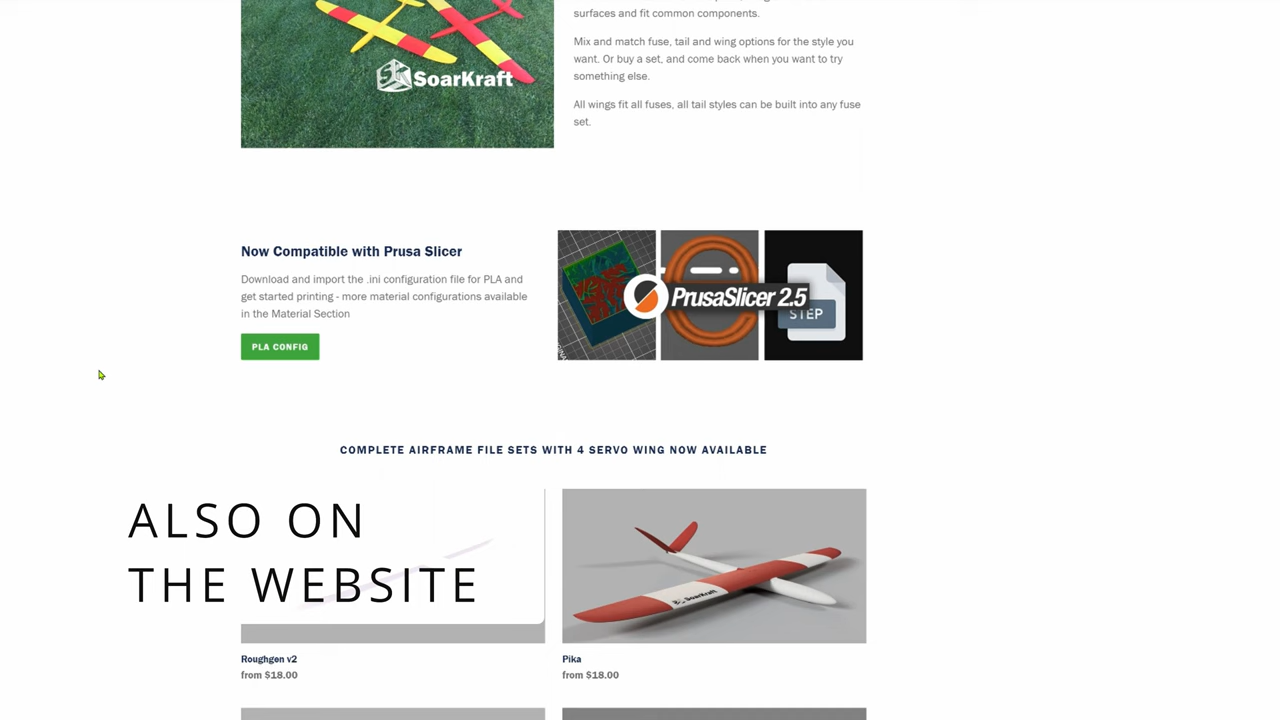 surfaces and fit common components.
Mix and match fuse, tail and wing options for the style you
want. Or buy a set, and come back when you want to try
something else.
SoarKraft
All wings fit all fuses, all tail styles can be built into any fuse
set.
Now Compatible with Prusa Slicer
Download and import the .ini configuration file for PLA and
get started printing - more material configurations available
in the Material Section
PLA CONFIG
PrusaSlicer 2.5
STEP
COMPLETE AIRFRAME FILE SETS WITH 4 SERVO WING NOW AVAILABLE
ALSO ON
THE WEBSITE
SoarKraft
Roughgen v2
from $18.00
Pika
from $18.00